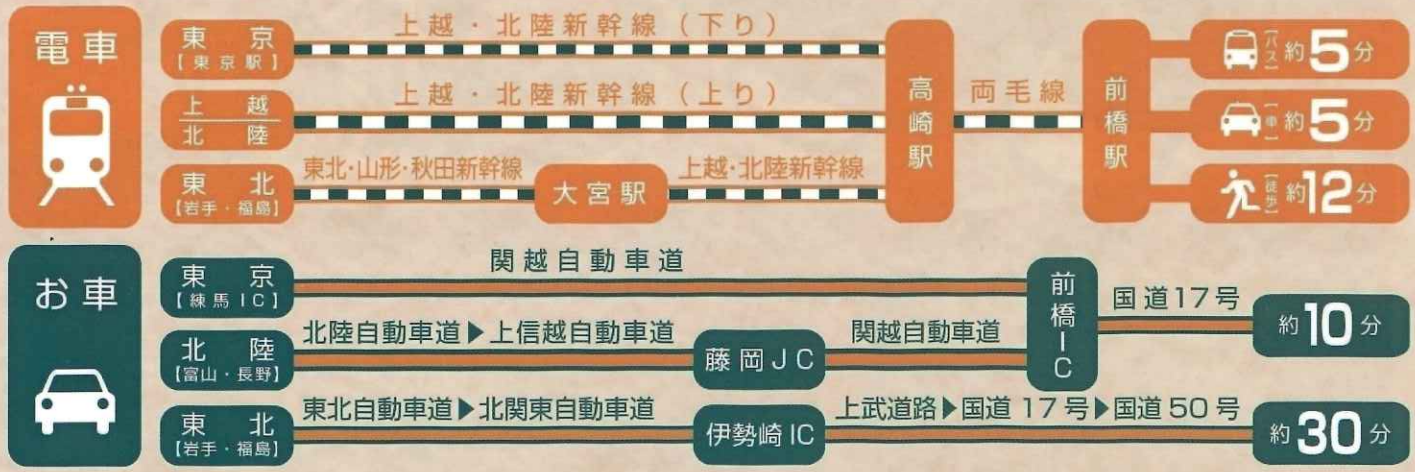 電車
東京
【東京駅】
上越・北陸新幹線(下り)
上越
北陸
上越・北陸新幹線(上り)
東北
【岩手・福島】
東北・山形・秋田新幹線
大宮駅
上越・北陸新幹線
高崎駅
両毛線
前橋駅
【バス】約5分
【車】約5分
【徒歩】約12分
お車
東京
【練馬IC】
関越自動車道
北陸
【富山・長野】
北陸自動車道▶上信越自動車道
藤岡JC
関越自動車道
前橋IC
国道17号
約10分
東北
【岩手・福島】
東北自動車道▶北関東自動車道
伊勢崎IC
上武道路▶国道17号▶国道50号
約30分